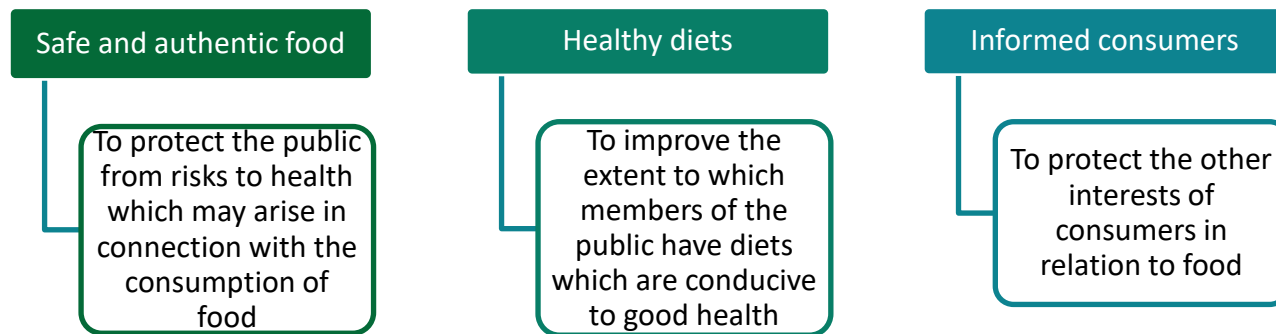 Safe and authentic food
To protect the public
from risks to health
which may arise in
connection with the
consumption of
food
Healthy diets
To improve the
extent to which
members of the
public have diets
which are conducive
to good health
Informed consumers
To protect the other
interests of
consumers in
relation to food